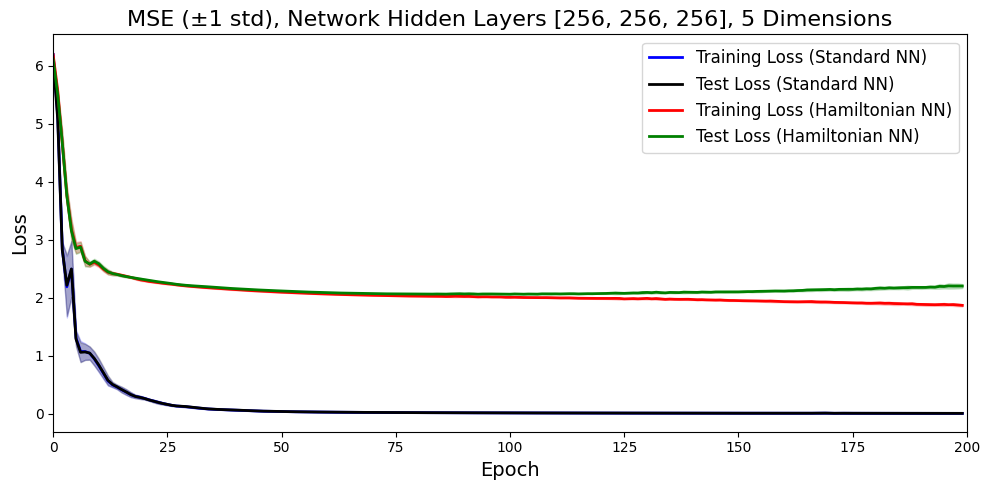 MSE (±1 std), Network Hidden Layers [256, 256, 256], 5 Dimensions
Training Loss (Standard NN)
Test Loss (Standard NN)
Training Loss (Hamiltonian NN)
Test Loss (Hamiltonian NN)
Loss
6
5
4
3
2
1
0
0 25 50 75 100 125 150 175 200
Epoch